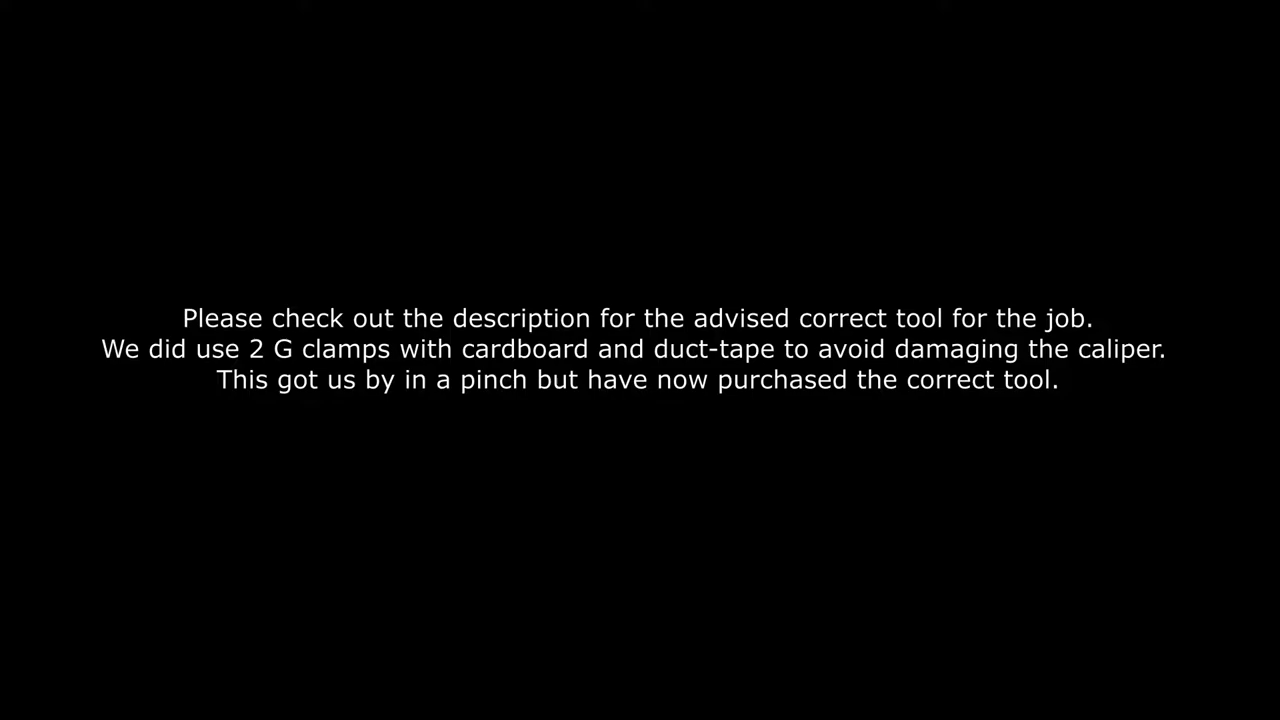 Please check out the description for the advised correct tool for the job.
We did use 2 G clamps with cardboard and duct-tape to avoid damaging the caliper.
This got us by in a pinch but have now purchased the correct tool.